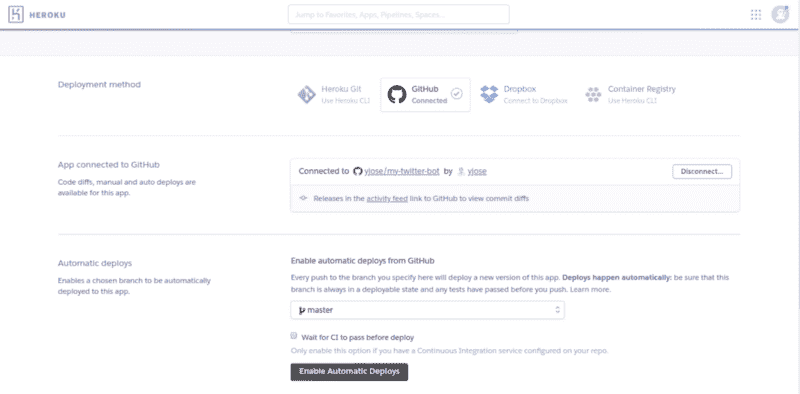 HEROKU
Jump to Favorites, Apps, Pipelines, Spaces...
Deployment method
Heroku Git
Use Heroku CLI
GitHub
Connected
Dropbox
Connect to Dropbox
Container Registry
Use Heroku CLI
App connected to GitHub
Code diffs, manual and auto deploys are
available for this app.
Connected to yjose/my-twitter-bot by yjose
Disconnect...
Releases in the activity feed link to GitHub to view commit diffs
Automatic deploys
Enables a chosen branch to be automatically
deployed to this app.
Enable automatic deploys from GitHub
Every push to the branch you specify here will deploy a new version of this app. Deploys happen automatically: be sure that this
branch is always in a deployable state and any tests have passed before you push. Learn more.
master
Wait for CI to pass before deploy
Only enable this option if you have a Continuous Integration service configured on your repo.
Enable Automatic Deploys